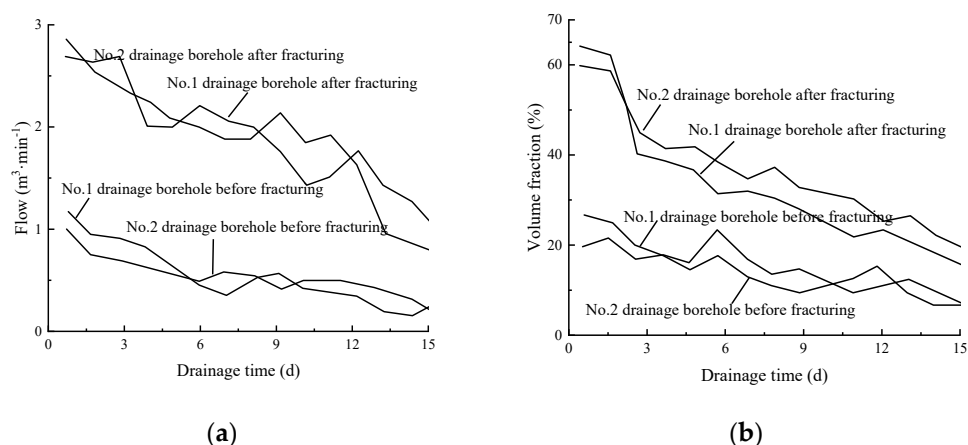 3
2
1
0
0
3
6
9
12
15
Flow (m³·min⁻¹)
Drainage time (d)
No.2 drainage borehole after fracturing
No.1 drainage borehole after fracturing
No.1 drainage borehole before fracturing
No.2 drainage borehole before fracturing
(a)
70
60
40
20
10
0
0
3
6
9
12
15
Volume fraction (%)
Drainage time (d)
No.2 drainage borehole after fracturing
No.1 drainage borehole after fracturing
No.1 drainage borehole before fracturing
No.2 drainage borehole before fracturing
(b)